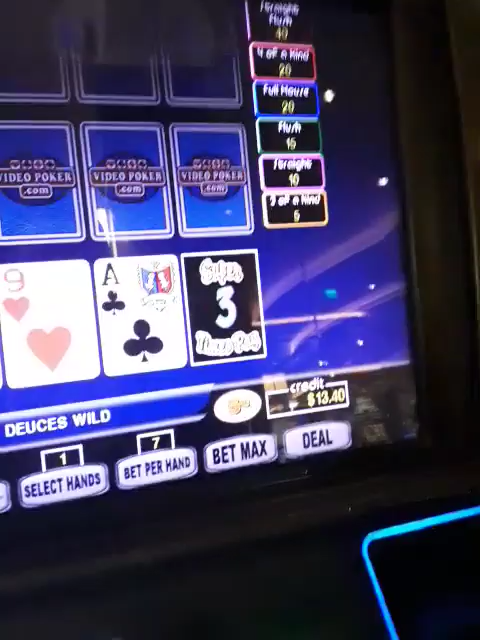 Straight
Flush
40
4 of a Kind
20
Full House
20
Flush
15
Straight
10
3 of a Kind
5
VIDEO POKER
.com
VIDEO POKER
.com
VIDEO POKER
.com
9
A
3
credit
$13.40
DEUCES WILD
5¢
1
7
SELECT HANDS
BET PER HAND
BET MAX
DEAL